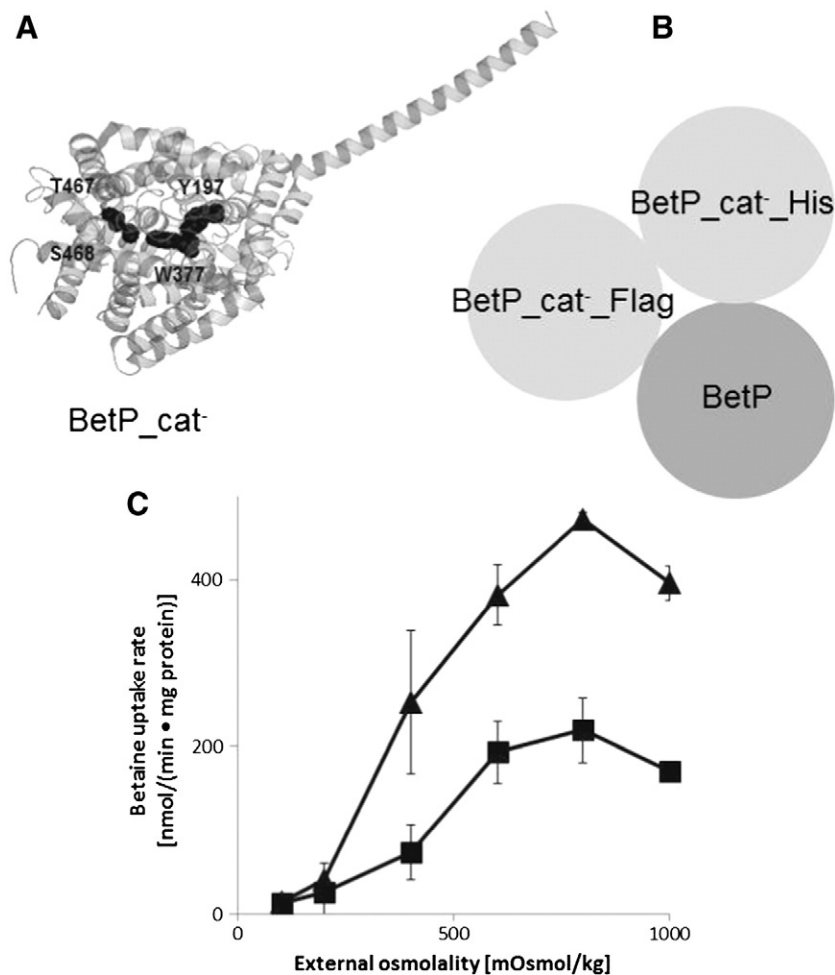 A
B
T467
Y197
S468
W377
BetP_cat⁻
BetP_cat⁻_His
BetP_cat⁻_Flag
BetP
C
Betaine uptake rate
[nmol/(min • mg protein)]
400
200
0
0
500
1000
External osmolality [mOsmol/kg]